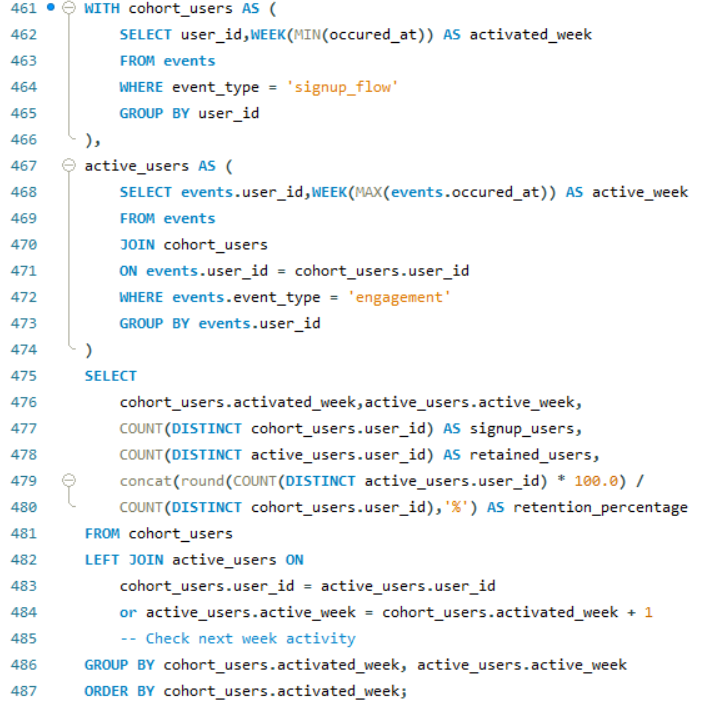 461 WITH cohort_users AS (
462 SELECT user_id,WEEK(MIN(occured_at)) AS activated_week
463 FROM events
464 WHERE event_type = 'signup_flow'
465 GROUP BY user_id
466 ),
467 active_users AS (
468 SELECT events.user_id,WEEK(MAX(events.occured_at)) AS active_week
469 FROM events
470 JOIN cohort_users
471 ON events.user_id = cohort_users.user_id
472 WHERE events.event_type = 'engagement'
473 GROUP BY events.user_id
474 )
475 SELECT
476 cohort_users.activated_week,active_users.active_week,
477 COUNT(DISTINCT cohort_users.user_id) AS signup_users,
478 COUNT(DISTINCT active_users.user_id) AS retained_users,
479 concat(round(COUNT(DISTINCT active_users.user_id) * 100.0) /
480 COUNT(DISTINCT cohort_users.user_id),'%') AS retention_percentage
481 FROM cohort_users
482 LEFT JOIN active_users ON
483 cohort_users.user_id = active_users.user_id
484 or active_users.active_week = cohort_users.activated_week + 1
485 -- Check next week activity
486 GROUP BY cohort_users.activated_week, active_users.active_week
487 ORDER BY cohort_users.activated_week;